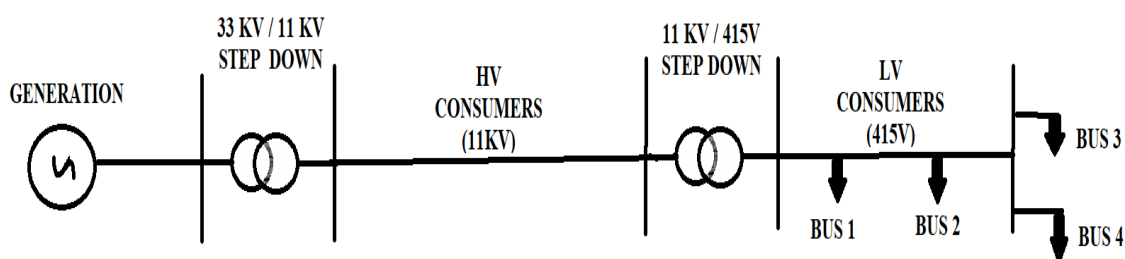 GENERATION
33 KV / 11 KV
STEP DOWN
HV
CONSUMERS
(11KV)
11 KV / 415V
STEP DOWN
LV
CONSUMERS
(415V)
BUS 1
BUS 2
BUS 3
BUS 4